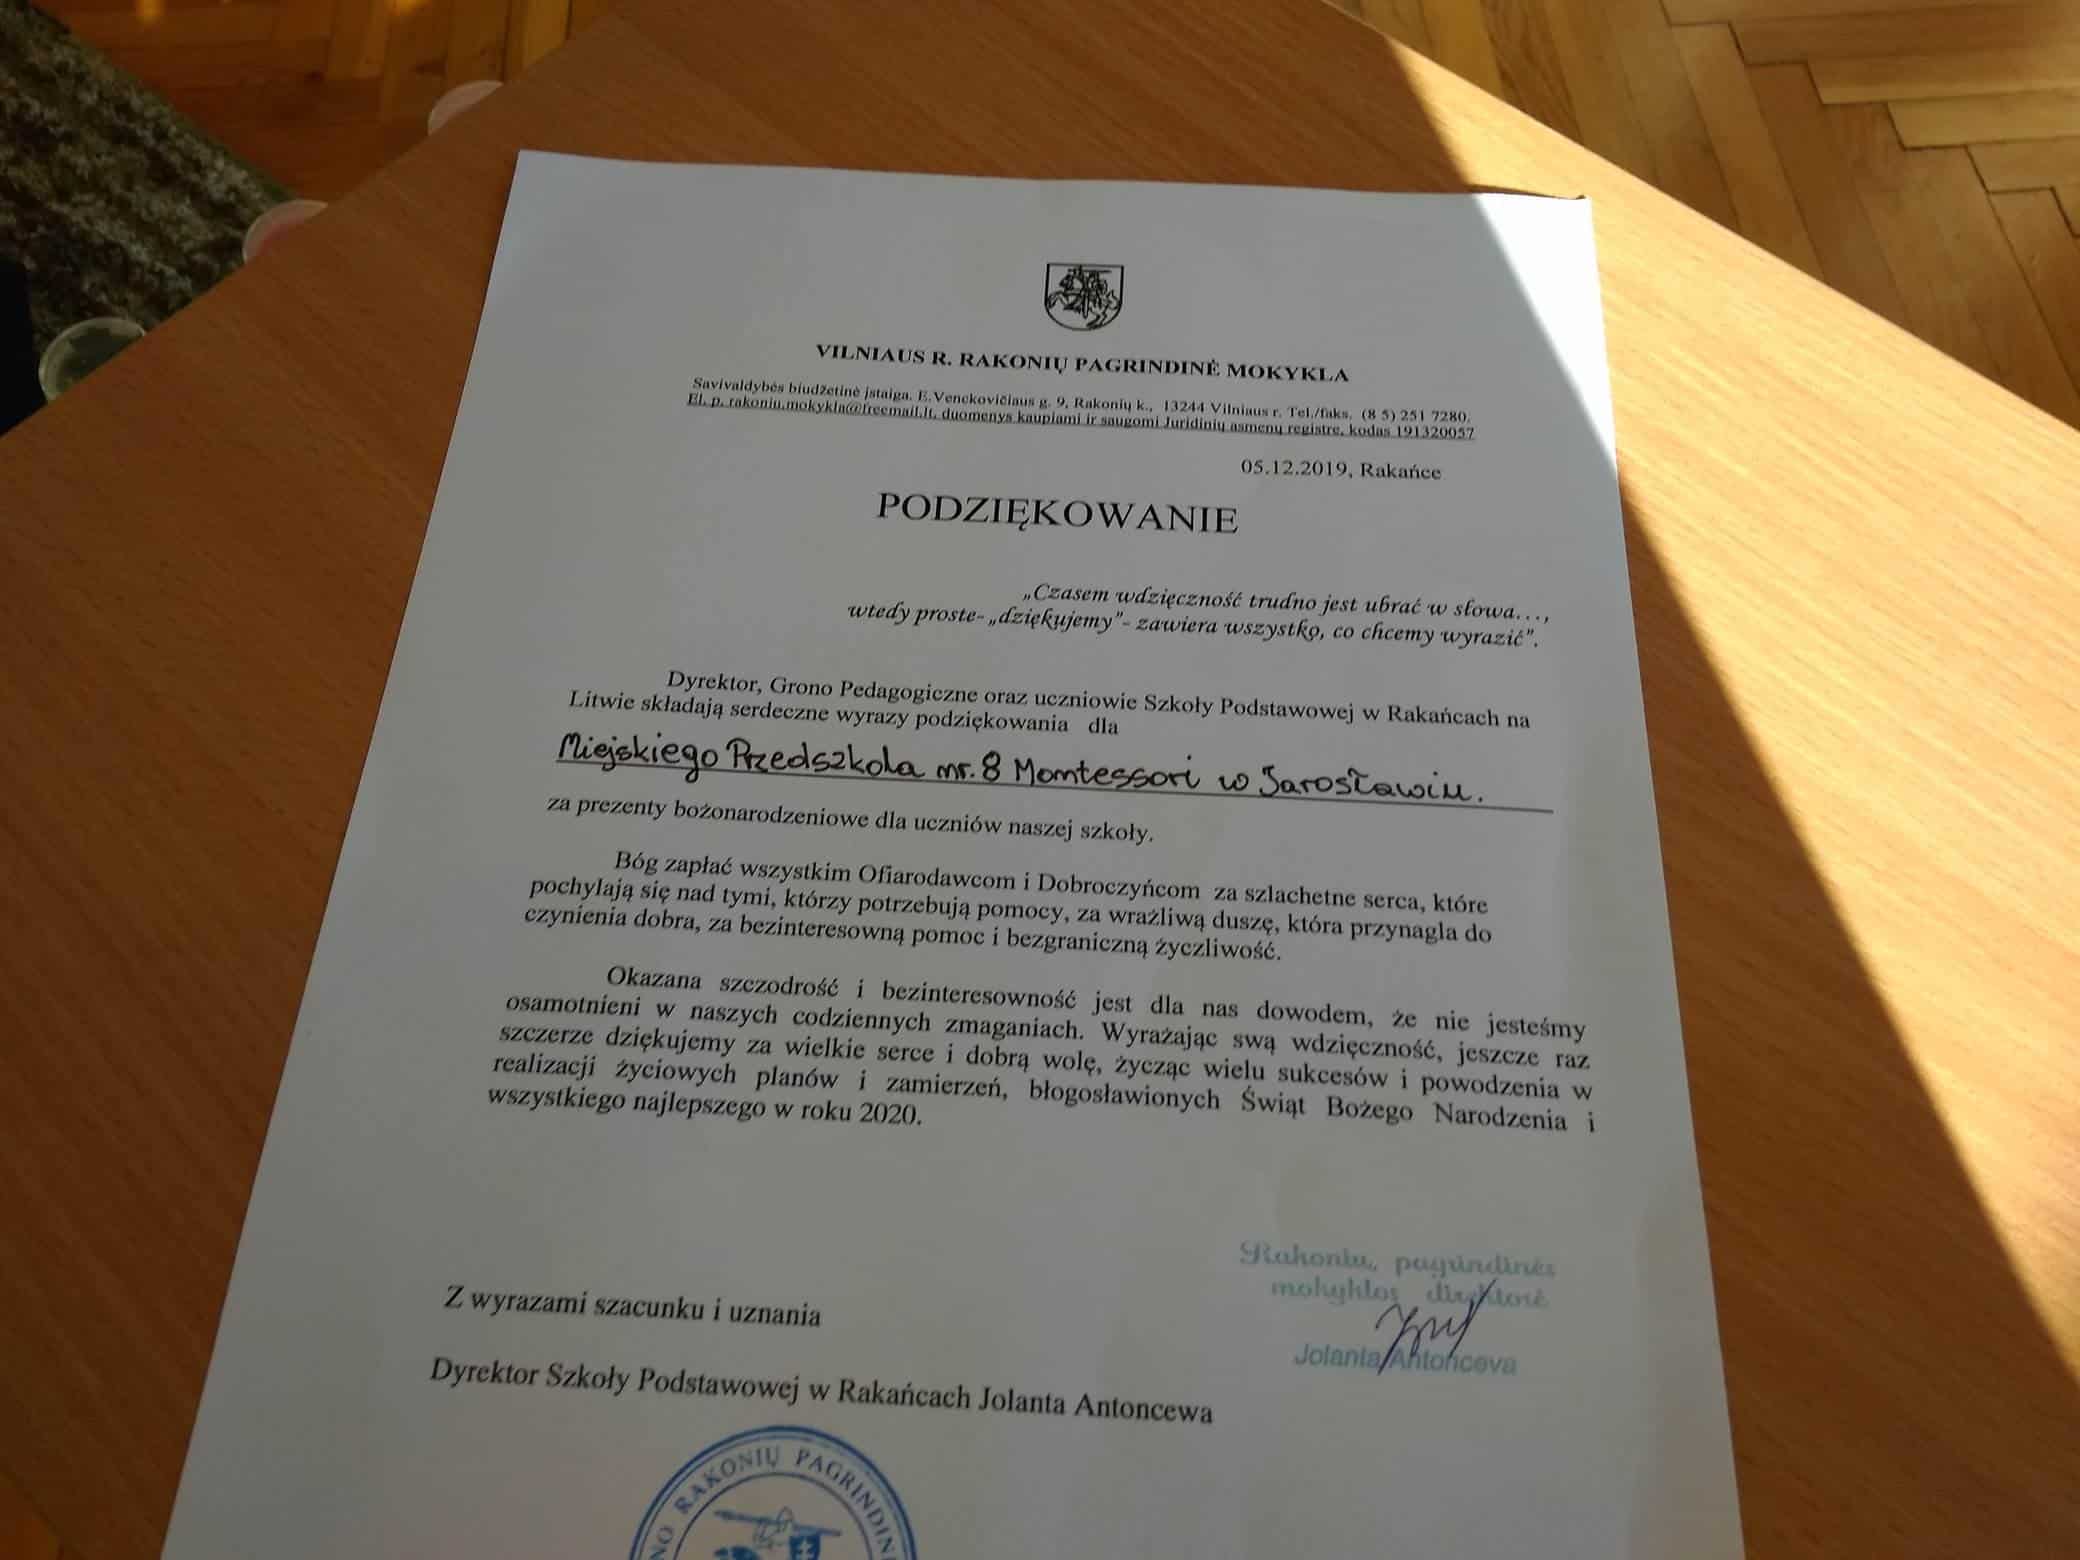 VILNIAUS R. RAKONIŲ PAGRINDINĖ MOKYKLA
Savivaldybės biudžetinė įstaiga. E.Venckovičiaus g. 9, Rakonių k., 13244 Vilniaus r. Tel./faks. (8 5) 251 7280.
El. p. rakoniu.mokykla@freemail.lt, duomenys kaupiami ir saugomi Juridinių asmenų registre, kodas 191320057
05.12.2019, Rakańce
PODZIĘKOWANIE
„Czasem wdzięczność trudno jest ubrać w słowa…,
wtedy proste- „dziękujemy”- zawiera wszystko, co chcemy wyrazić”.
Dyrektor, Grono Pedagogiczne oraz uczniowie Szkoły Podstawowej w Rakańcach na
Litwie składają serdeczne wyrazy podziękowania dla
Miejskiego Przedszkola nr. 8 Montessori w Jarosławiu.
za prezenty bożonarodzeniowe dla uczniów naszej szkoły.
Bóg zapłać wszystkim Ofiarodawcom i Dobroczyńcom za szlachetne serca, które
pochylają się nad tymi, którzy potrzebują pomocy, za wrażliwą duszę, która przynagla do
czynienia dobra, za bezinteresowną pomoc i bezgraniczną życzliwość.
Okazana szczodrość i bezinteresowność jest dla nas dowodem, że nie jesteśmy
osamotnieni w naszych codziennych zmaganiach. Wyrażając swą wdzięczność, jeszcze raz
szczerze dziękujemy za wielkie serce i dobrą wolę, życząc wielu sukcesów i powodzenia w
realizacji życiowych planów i zamierzeń, błogosławionych Świąt Bożego Narodzenia i
wszystkiego najlepszego w roku 2020.
Rakonių pagrindinės
mokyklos direktorė
Jolanta Antonceva
Z wyrazami szacunku i uznania
Dyrektor Szkoły Podstawowej w Rakańcach Jolanta Antoncewa
RAKONIŲ PAGRINDINĖ